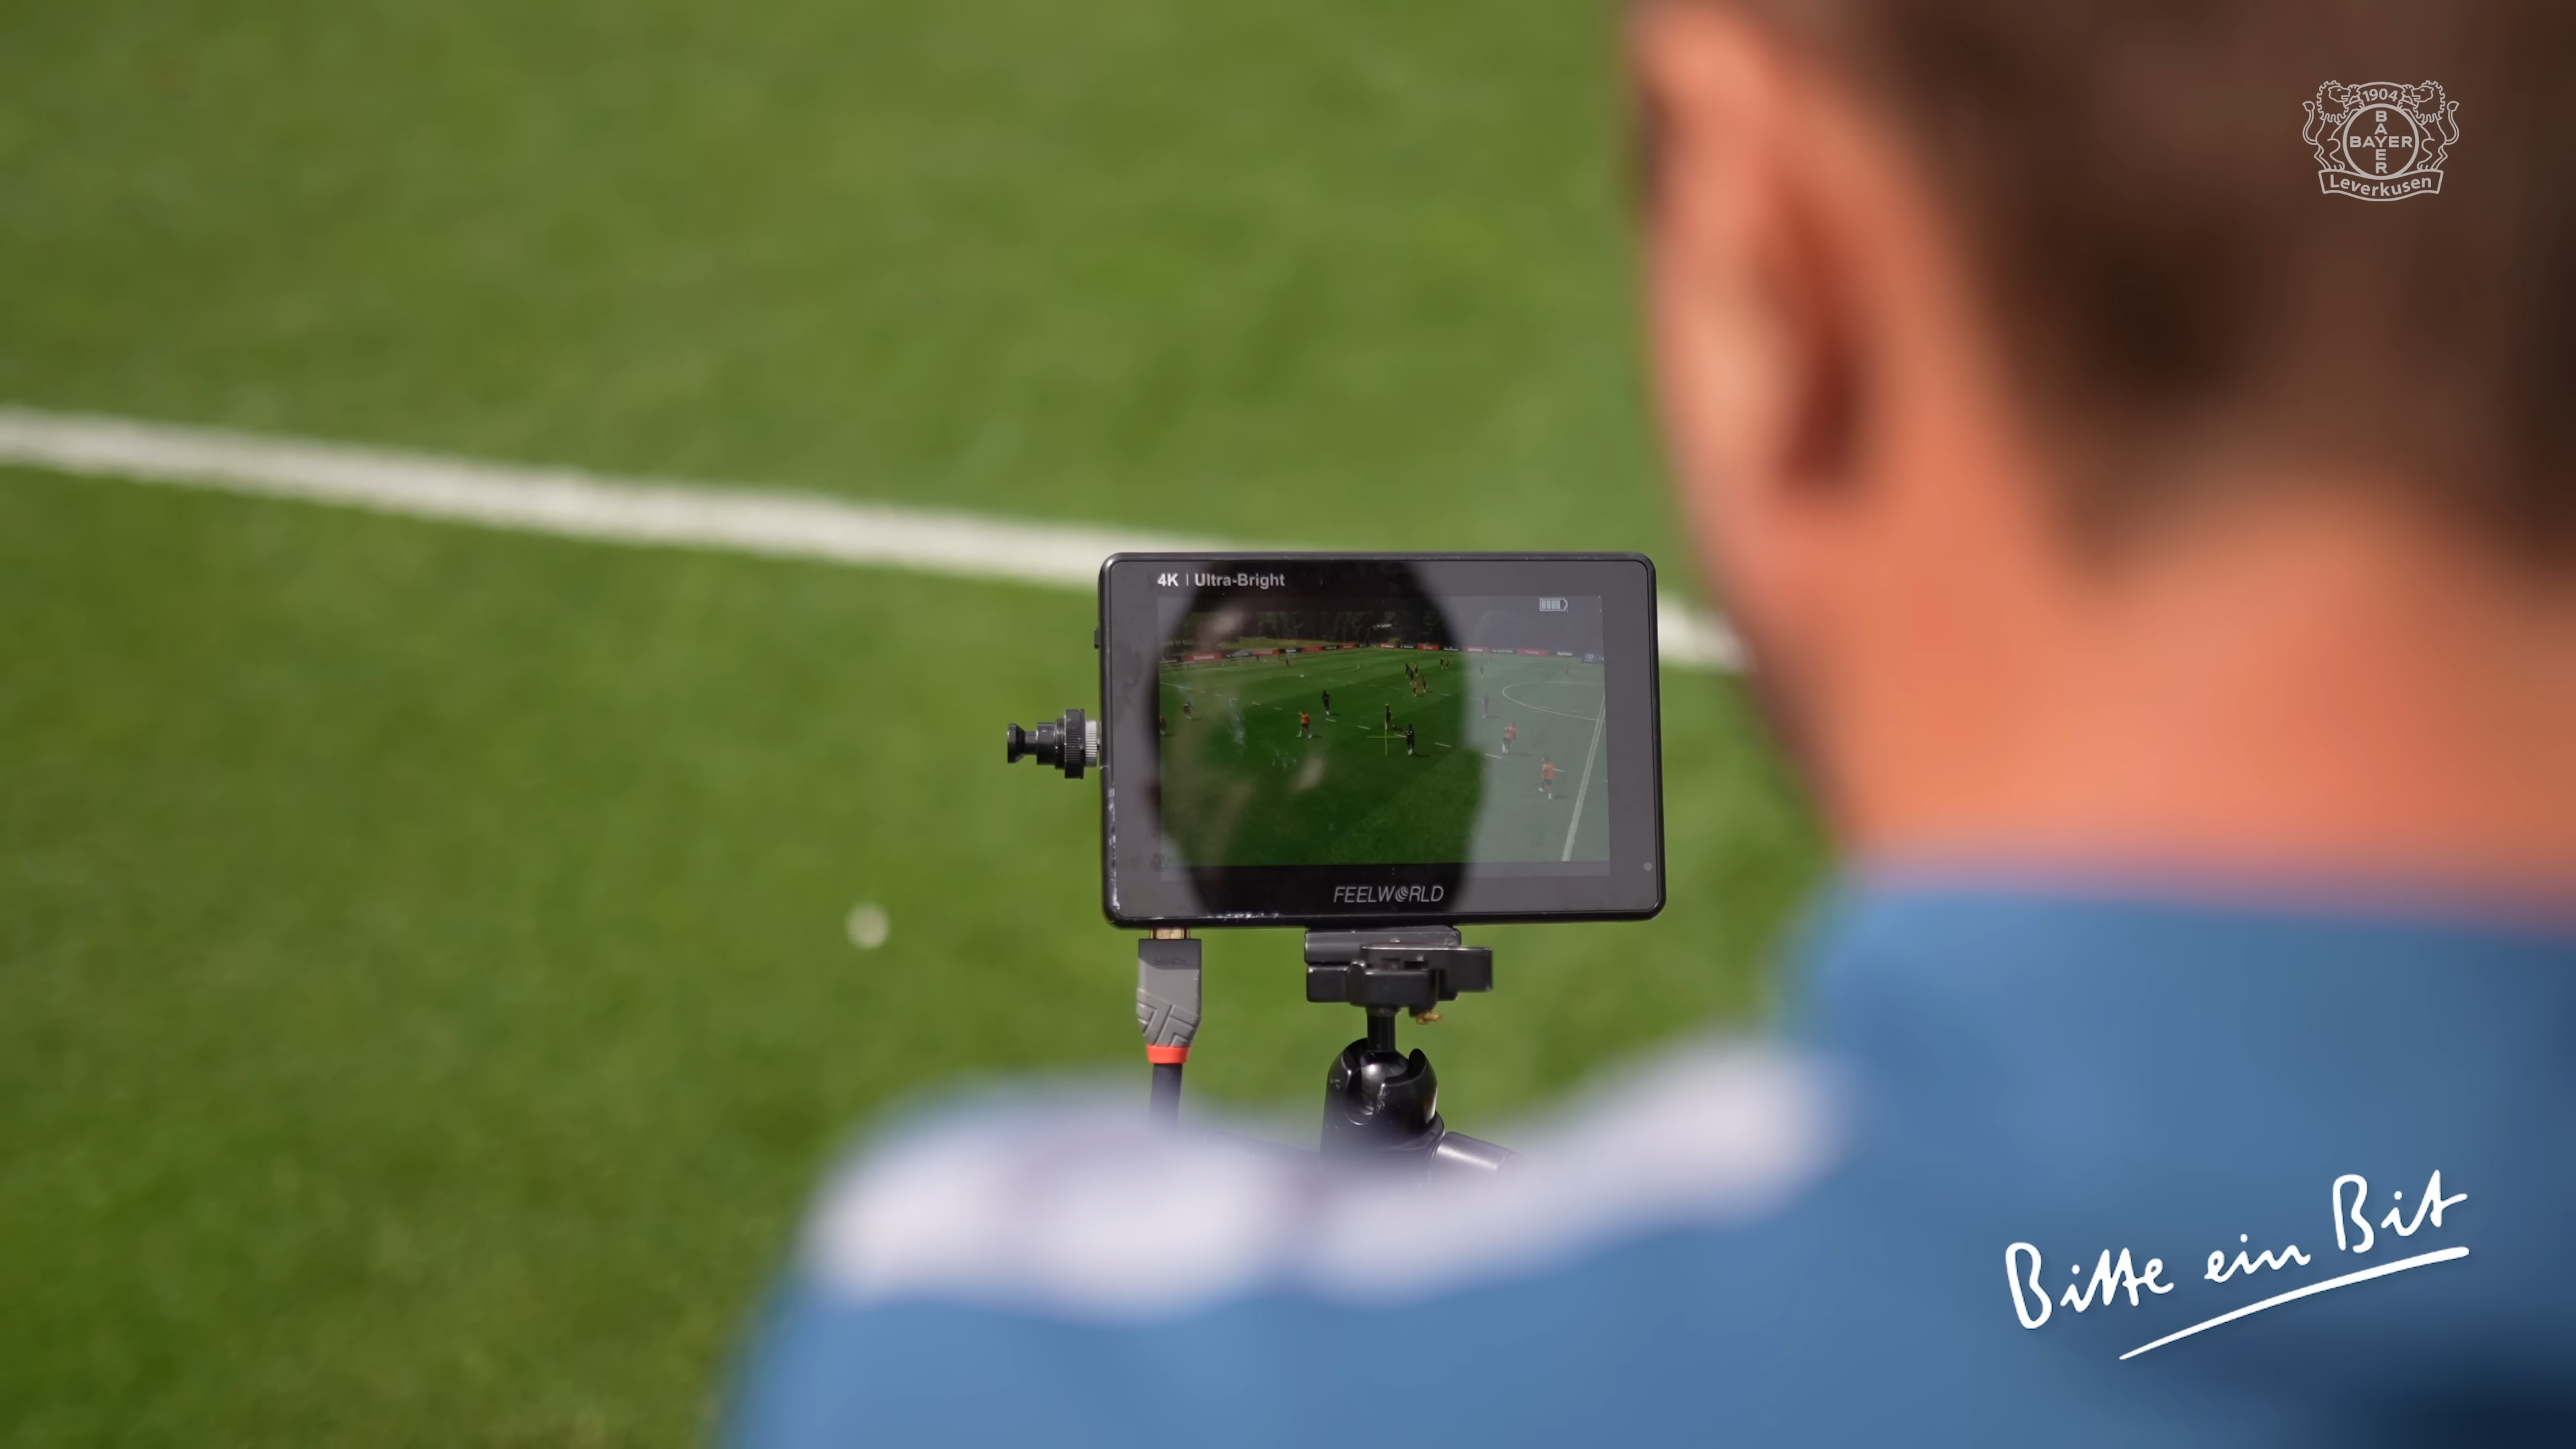 1904
BAYER
BAYER
Leverkusen
4K | Ultra-Bright
FEELWORLD
Bitte ein Bit